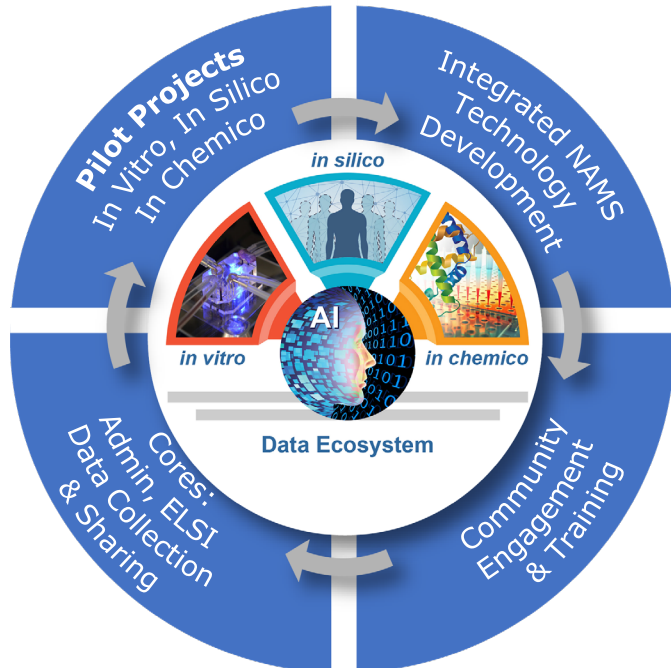 Pilot Projects
In Vitro, In Silico
In Chemico
Integrated NAMS
Technology
Development
in silico
AI
in vitro
in chemico
Data Ecosystem
Cores:
Admin, ELSI
Data Collection
& Sharing
Community
Engagement
& Training